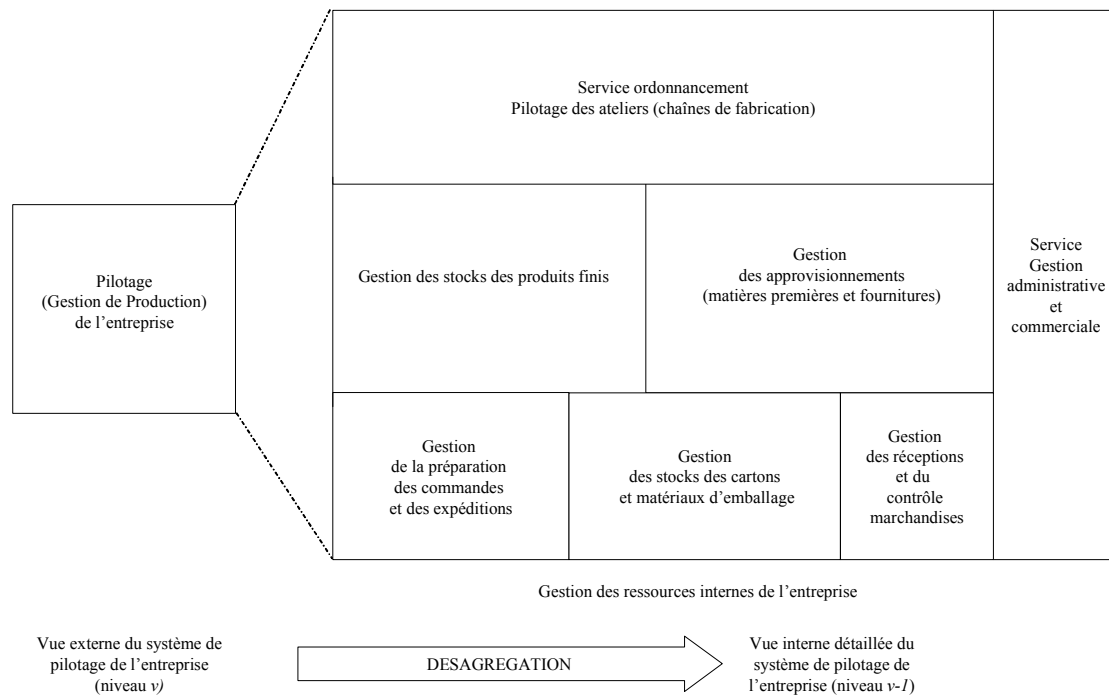 Service ordonnancement
Pilotage des ateliers (chaînes de fabrication)
Pilotage
(Gestion de Production)
de l'entreprise
Gestion des stocks des produits finis
Gestion
des approvisionnements
(matières premières et fournitures)
Service
Gestion
administrative
et
commerciale
Gestion
de la préparation
des commandes
et des expéditions
Gestion
des stocks des cartons
et matériaux d'emballage
Gestion
des réceptions
et du
contrôle
marchandises
Gestion des ressources internes de l'entreprise
Vue externe du système de
pilotage de l'entreprise
(niveau v)
DESAGREGATION
Vue interne détaillée du
système de pilotage de
l'entreprise (niveau v-1)